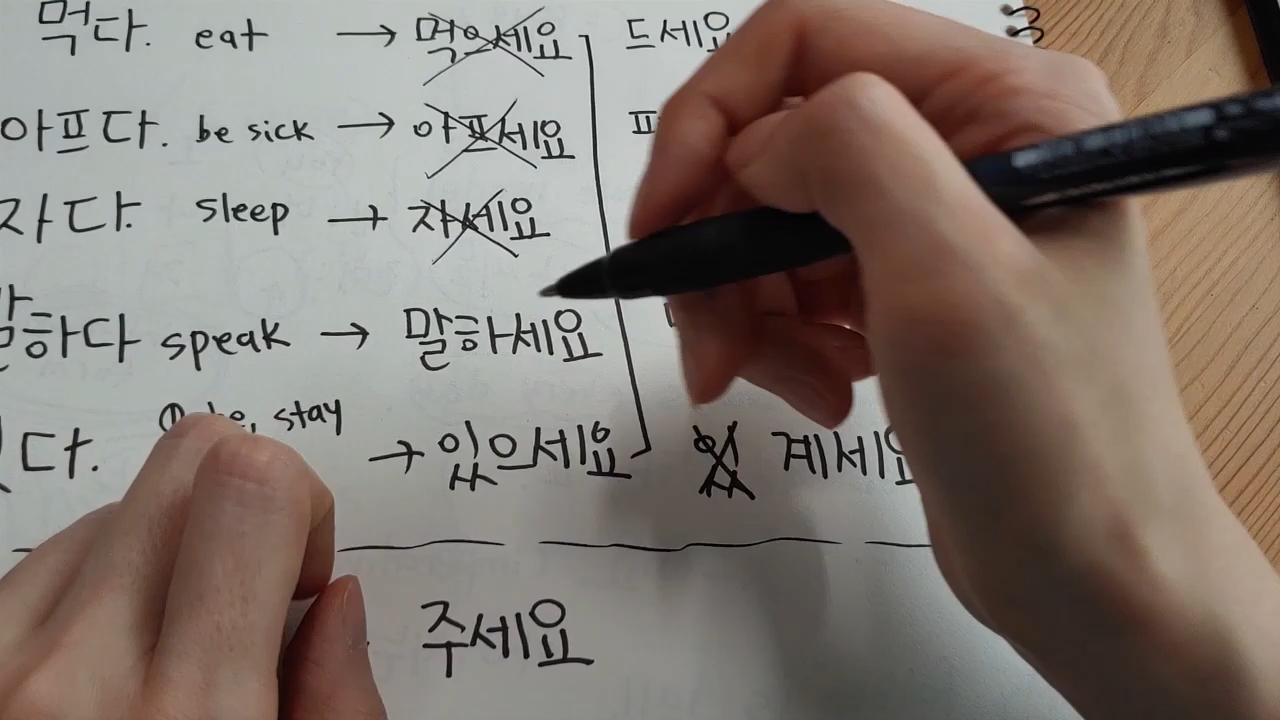 먹다. eat → 먹으세요 드세요
아프다. be sick → 아프세요
자다. sleep → 자세요
말하다 speak → 말하세요
다. ① be, stay → 있으세요 계세요
주세요